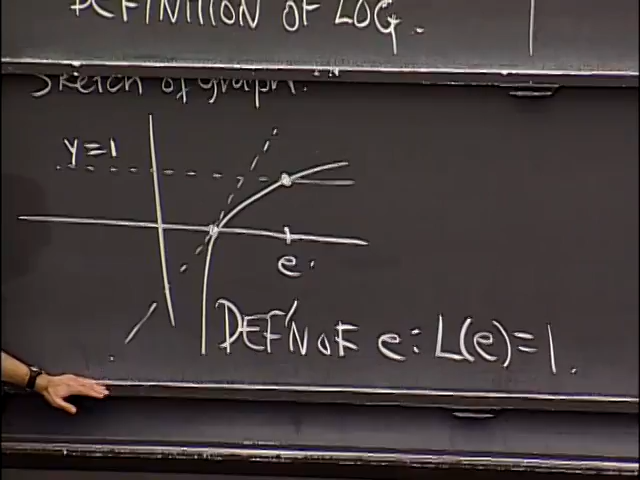 DEFINITION OF LOG.
Sketch of graph.
y=1
e.
DEF'N OF e: L(e)=1.